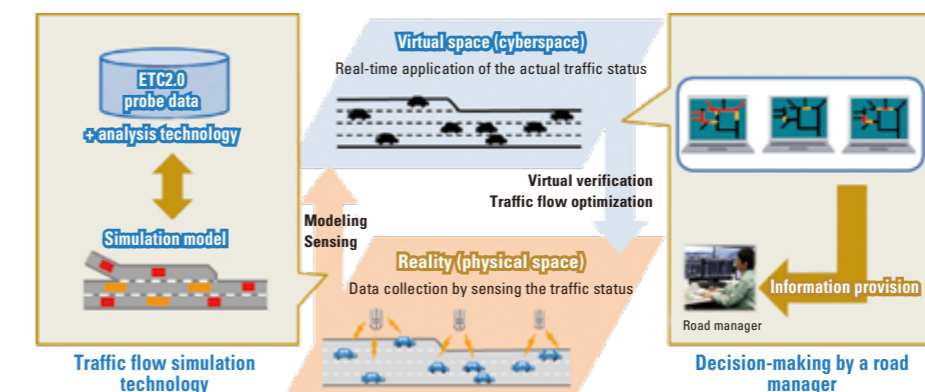 ETC2.0
probe data
+ analysis technology
Simulation model
Traffic flow simulation
technology
Virtual space (cyberspace)
Real-time application of the actual traffic status
Modeling
Sensing
Virtual verification
Traffic flow optimization
Reality (physical space)
Data collection by sensing the traffic status
Information provision
Road manager
Decision-making by a road
manager